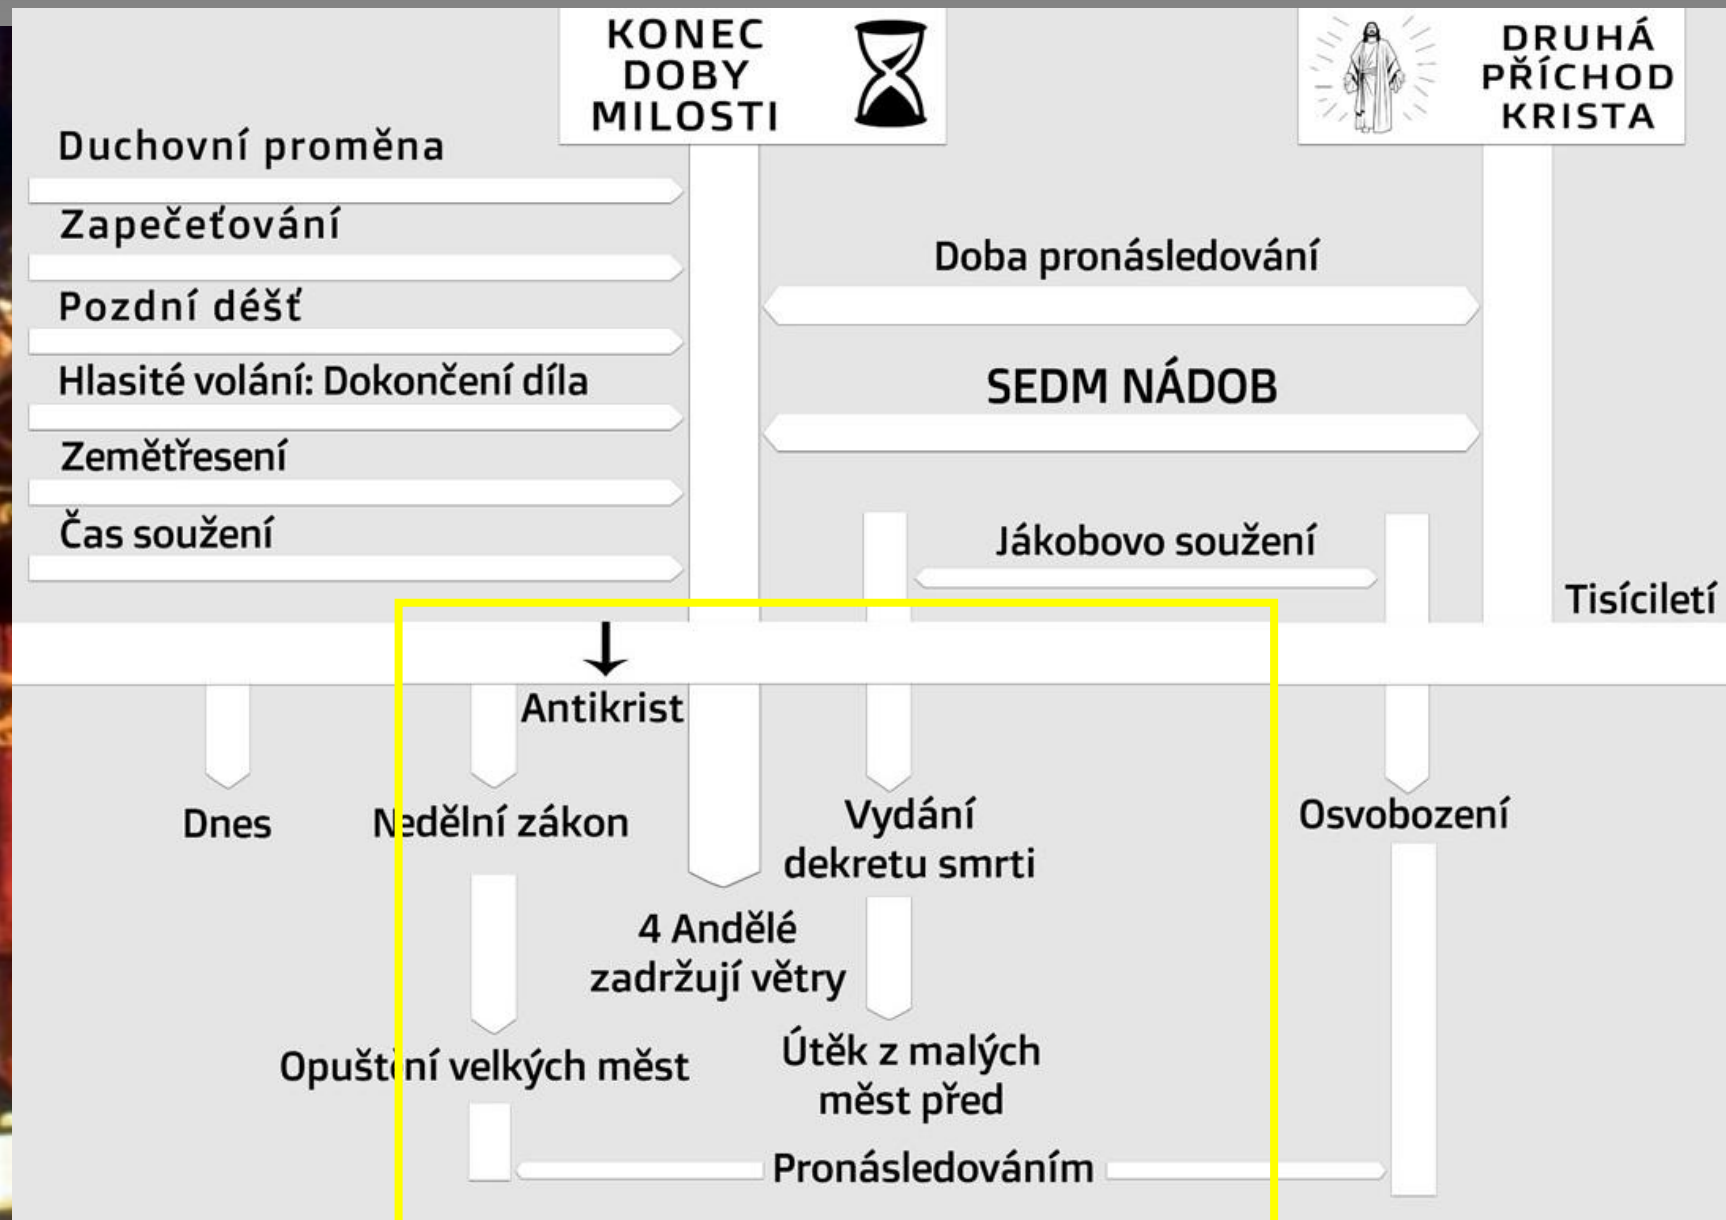 KONEC
DOBY
MILOSTI
DRUHÁ
PŘÍCHOD
KRISTA
Duchovní proměna
Zapečeťování
Pozdní déšť
Hlasité volání: Dokončení díla
Zemětřesení
Čas soužení
Doba pronásledování
SEDM NÁDOB
Jákobovo soužení
Tisíciletí
Antikrist
Dnes
Nedělní zákon
Vydání
dekretu smrti
Osvobození
4 Andělé
zadržují větry
Opuštění velkých měst
Útěk z malých
měst před
Pronásledováním